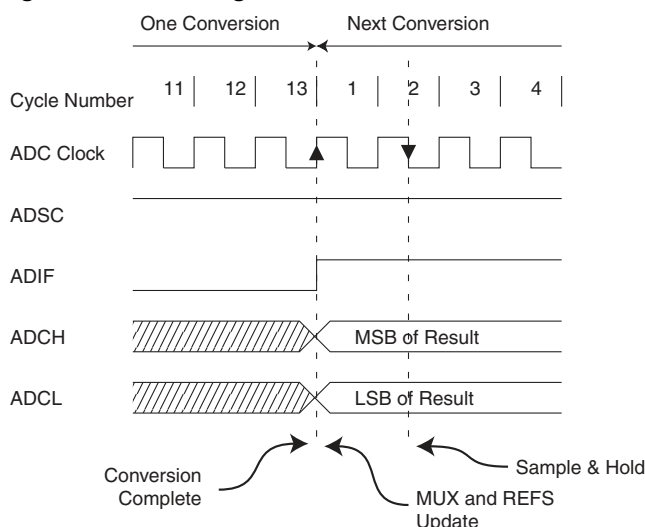 One Conversion Next Conversion
Cycle Number 11 12 13 1 2 3 4
ADC Clock
ADSC
ADIF
ADCH MSB of Result
ADCL LSB of Result
Conversion
Complete
MUX and REFS
Update
Sample & Hold